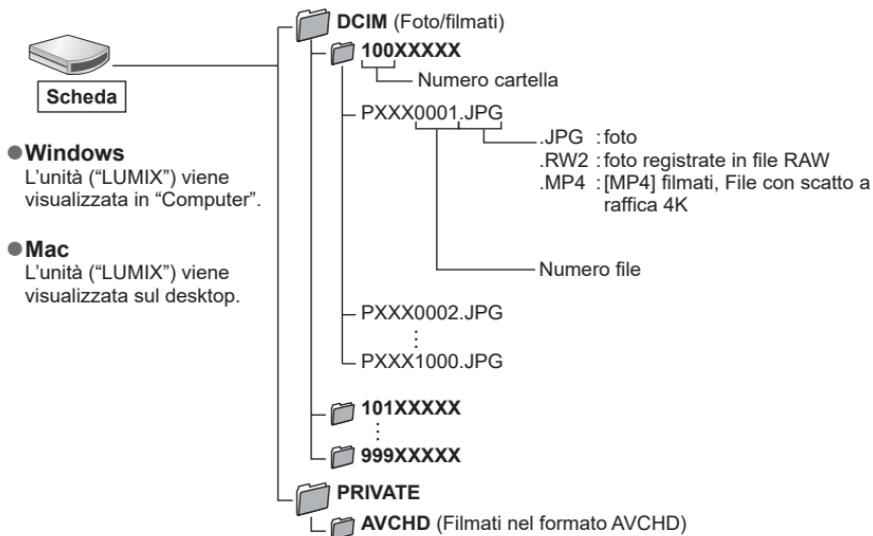 DCIM (Foto/filmati)
100XXXXX
Numero cartella
Scheda
PXXX0001.JPG
.JPG : foto
.RW2 : foto registrate in file RAW
.MP4 : [MP4] filmati, File con scatto a
raffica 4K
●Windows
L'unità (“LUMIX”) viene
visualizzata in “Computer”.
●Mac
L'unità (“LUMIX”) viene
visualizzata sul desktop.
Numero file
PXXX0002.JPG
PXXX1000.JPG
101XXXXX
999XXXXX
PRIVATE
AVCHD (Filmati nel formato AVCHD)